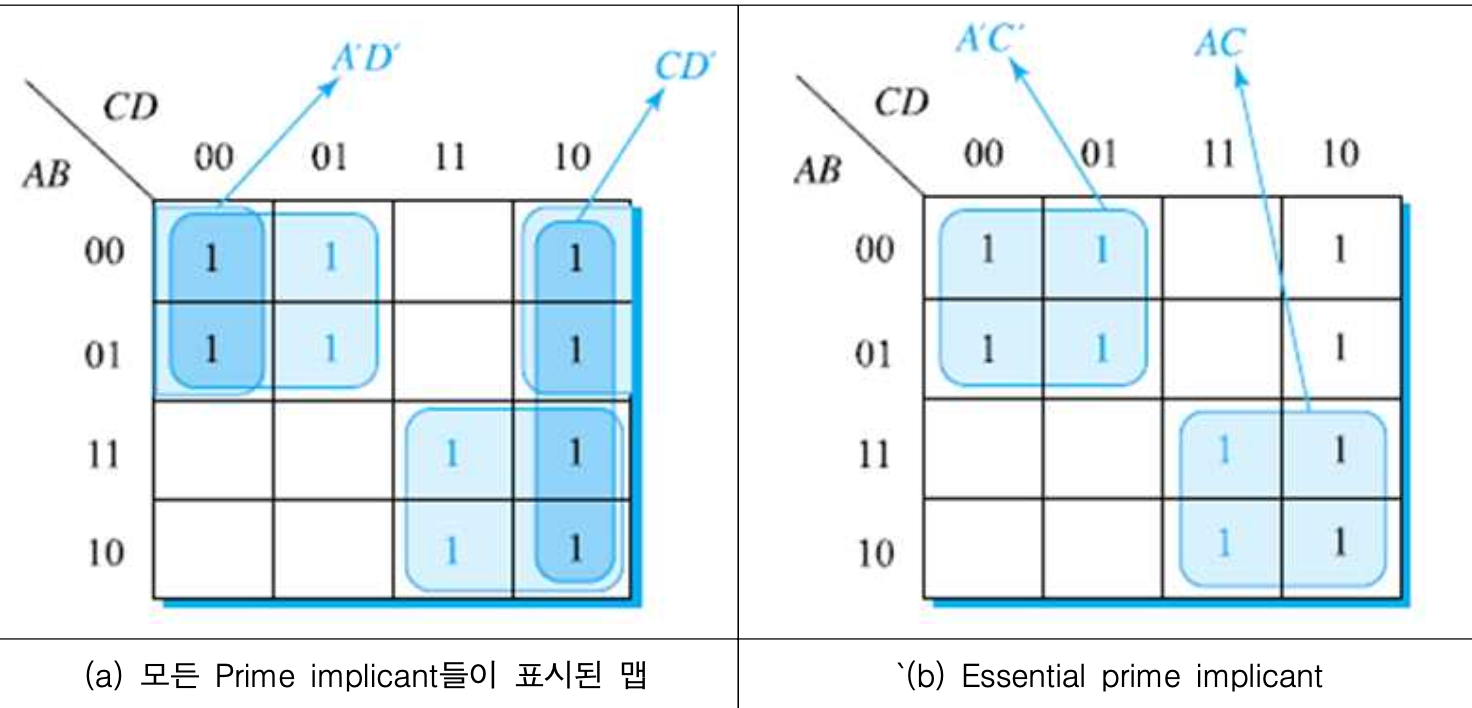 A′D′
CD′
CD
AB
00 01 11 10
00 1 1 1
01 1 1 1
11 1 1
10 1 1
(a) 모든 Prime implicant들이 표시된 맵
A′C′
AC
CD
AB
00 01 11 10
00 1 1 1
01 1 1 1
11 1 1
10 1 1
`(b) Essential prime implicant